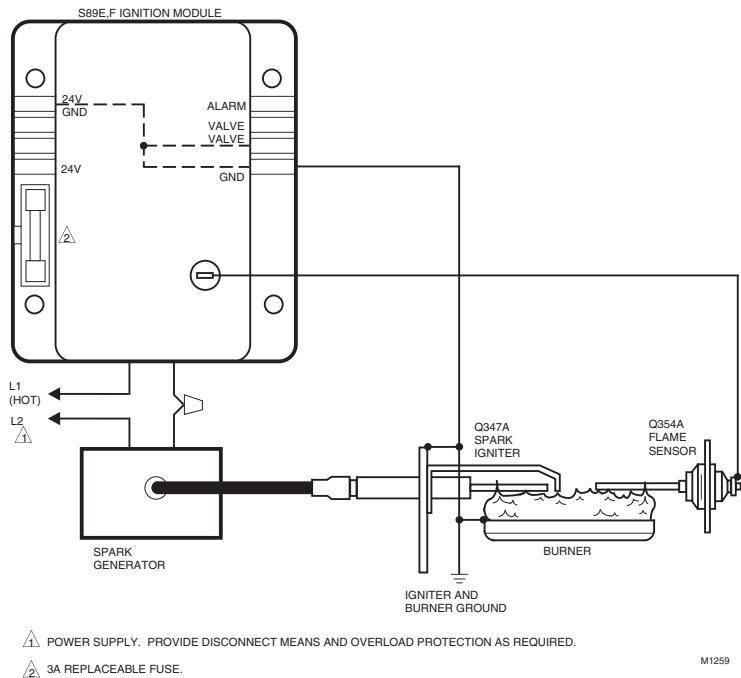 S89E,F IGNITION MODULE
24V
GND
ALARM
VALVE
VALVE
24V
GND
2
L1
(HOT)
L2
1
Q347A
SPARK
IGNITER
Q354A
FLAME
SENSOR
SPARK
GENERATOR
BURNER
IGNITER AND
BURNER GROUND
1 POWER SUPPLY. PROVIDE DISCONNECT MEANS AND OVERLOAD PROTECTION AS REQUIRED.
2 3A REPLACEABLE FUSE.
M1259